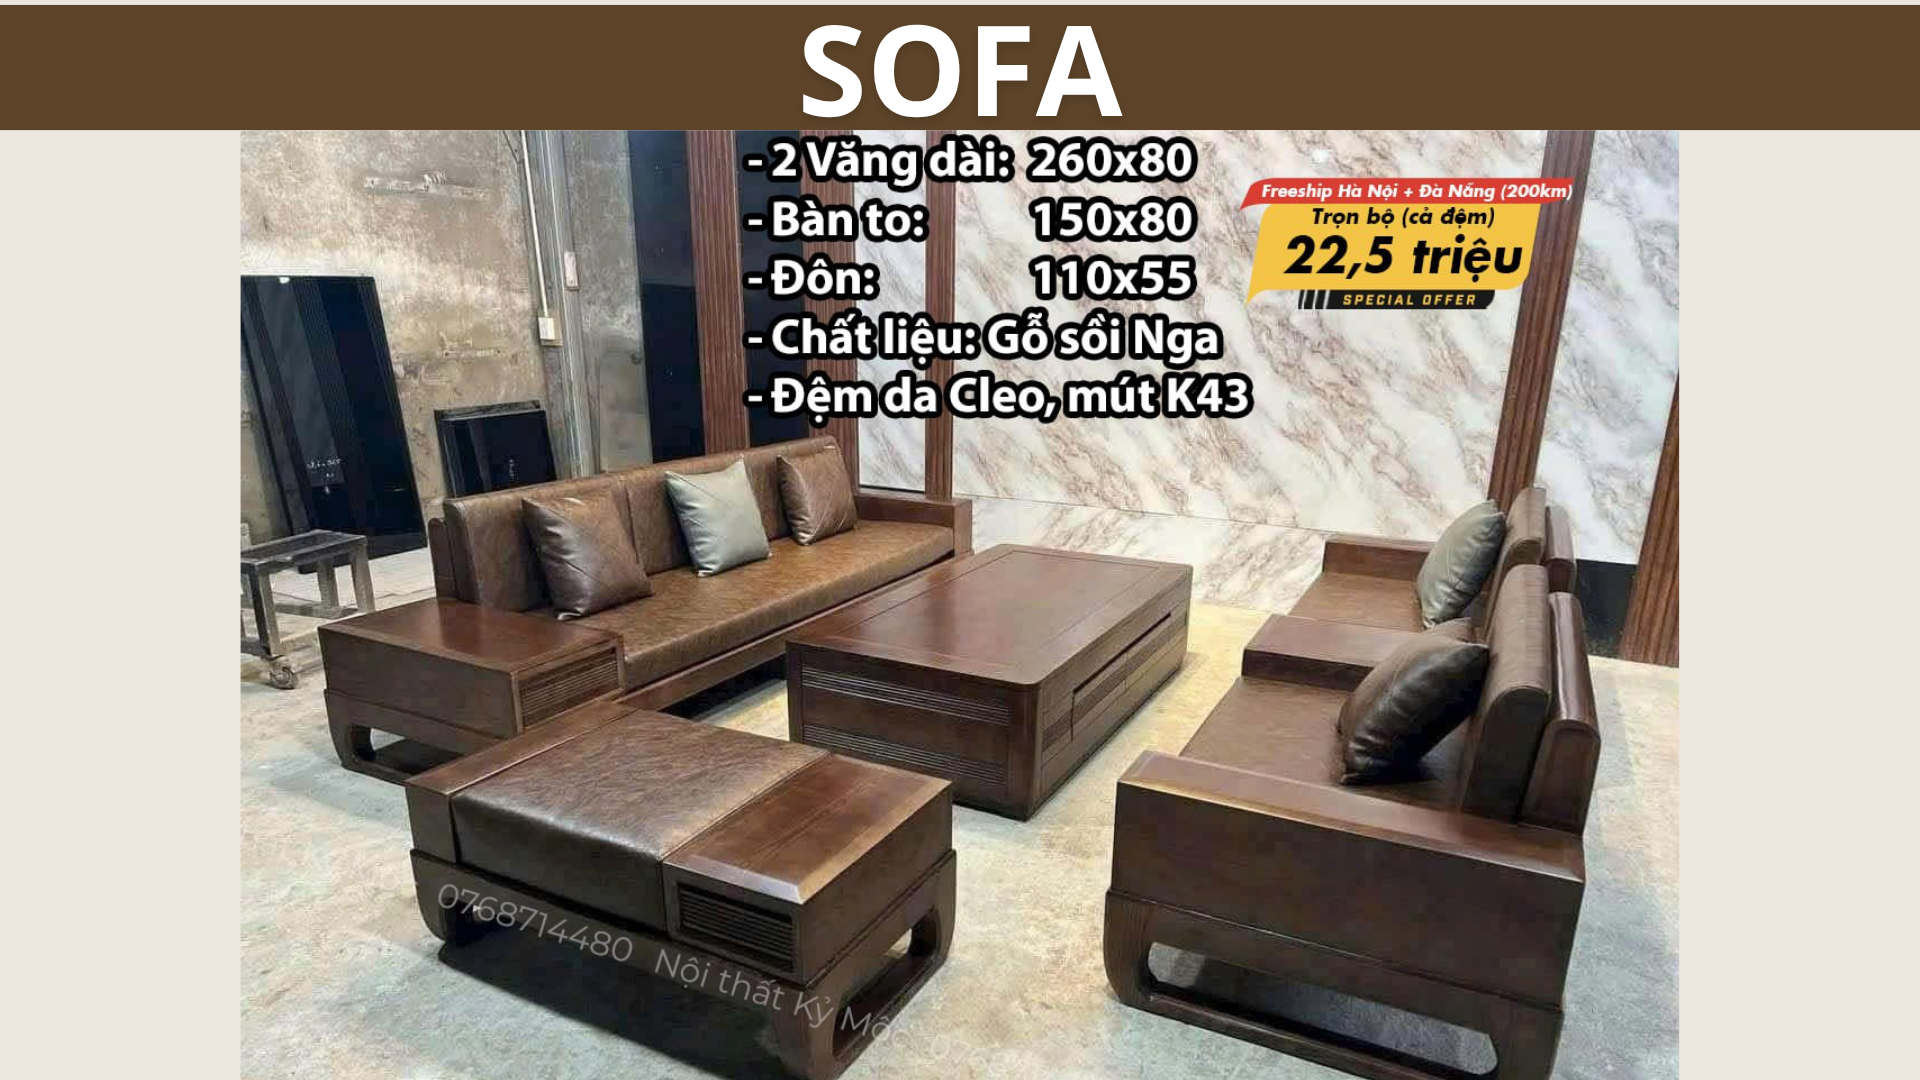 SOFA
- 2 Văng dài: 260x80
- Bàn to: 150x80
- Đôn: 110x55
- Chất liệu: Gỗ sồi Nga
- Đệm da Cleo, mút K43
Freeship Hà Nội + Đà Nẵng (200km)
Trọn bộ (cả đệm)
22,5 triệu
SPECIAL OFFER
0768714480 Nội thất Kỷ Mộc